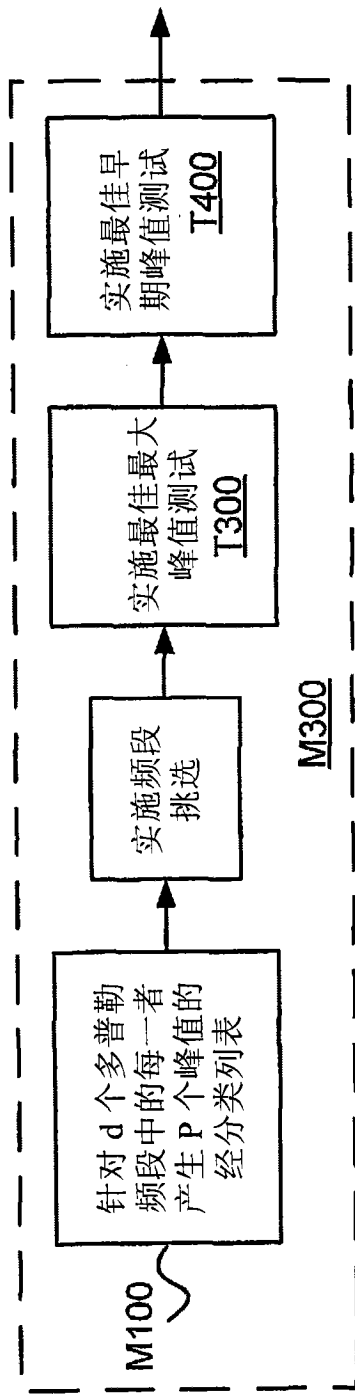 M100
针对 d 个多普勒
频段中的每一者
产生 P 个峰值的
经分类列表
实施频段
挑选
实施最佳最大
峰值测试
T300
实施最佳早
期峰值测试
T400
M300